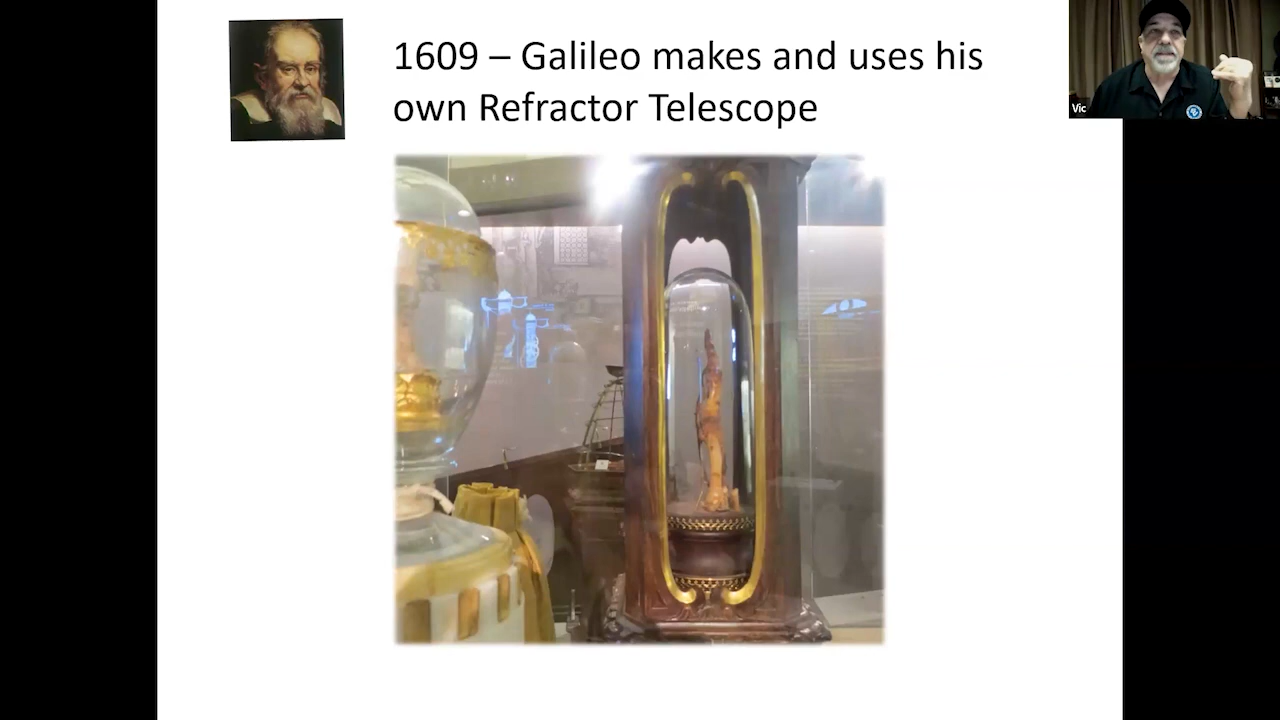 1609 – Galileo makes and uses his
own Refractor Telescope
Vic